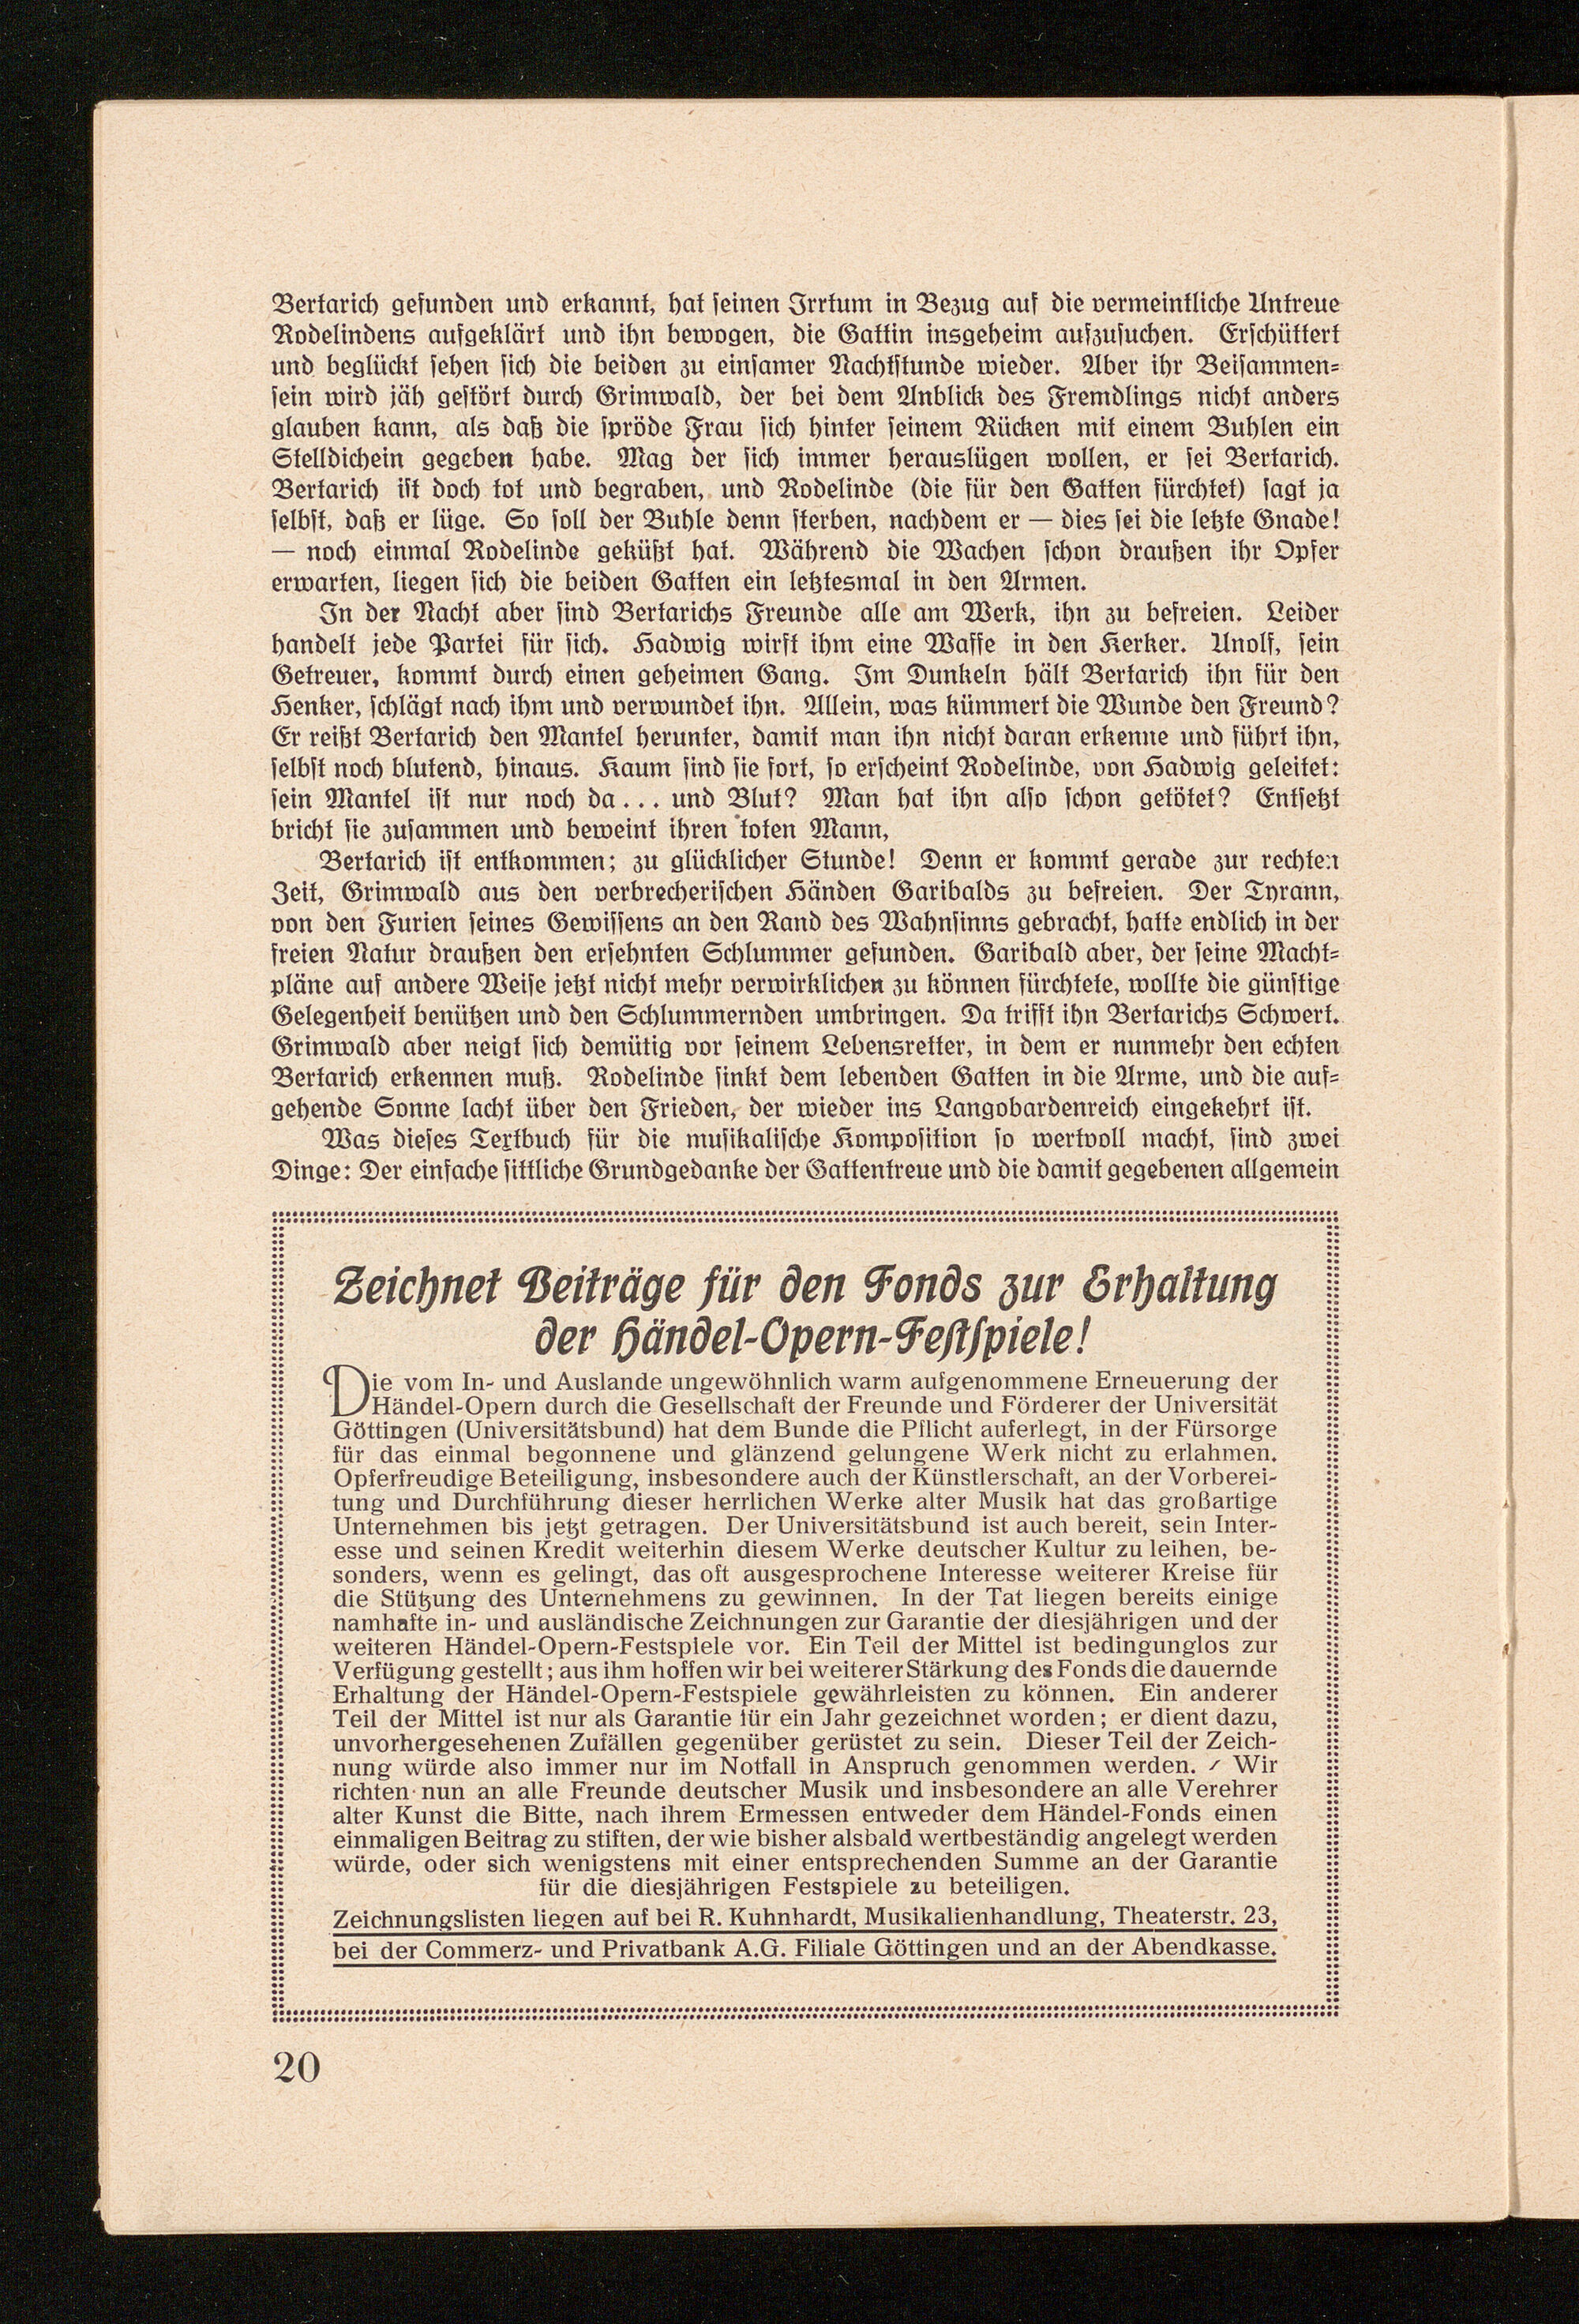 Bertarich gefunden und erkannt, hat seinen Irrtum in Bezug auf die vermeintliche Untreue
Rodelindens aufgeklärt und ihn bewogen, die Gattin insgeheim aufzusuchen. Erschüttert
und beglückt sehen sich die beiden zu einsamer Nachtstunde wieder. Aber ihr Beisammen-
sein wird jäh gestört durch Grimwald, der bei dem Anblick des Fremdlings nicht anders
glauben kann, als daß die spröde Frau sich hinter seinem Rücken mit einem Buhlen ein
Stelldichein gegeben habe. Mag der sich immer herauslügen wollen, er sei Bertarich.
Bertarich ist doch tot und begraben, und Rodelinde (die für den Gatten fürchtet) sagt ja
selbst, daß er lüge. So soll der Buhle denn sterben, nachdem er — dies sei die letzte Gnade!
— noch einmal Rodelinde geküßt hat. Während die Wachen schon draußen ihr Opfer
erwarten, liegen sich die beiden Gatten ein letztesmal in den Armen.
In der Nacht aber sind Bertarichs Freunde alle am Werk, ihn zu befreien. Leider
handelt jede Partei für sich. Hadwig wirft ihm eine Waffe in den Kerker. Unolf, sein
Getreuer, kommt durch einen geheimen Gang. Im Dunkeln hält Bertarich ihn für den
Henker, schlägt nach ihm und verwundet ihn. Allein, was kümmert die Wunde den Freund?
Er reißt Bertarich den Mantel herunter, damit man ihn nicht daran erkenne und führt ihn,
selbst noch blutend, hinaus. Kaum sind sie fort, so erscheint Rodelinde, von Hadwig geleitet:
sein Mantel ist nur noch da... und Blut? Man hat ihn also schon getötet? Entsetzt
bricht sie zusammen und beweint ihren toten Mann,
Bertarich ist entkommen; zu glücklicher Stunde! Denn er kommt gerade zur rechten
Zeit, Grimwald aus den verbrecherischen Händen Garibalds zu befreien. Der Tyrann,
von den Furien seines Gewissens an den Rand des Wahnsinns gebracht, hatte endlich in der
freien Natur draußen den ersehnten Schlummer gefunden. Garibald aber, der seine Macht-
pläne auf andere Weise jetzt nicht mehr verwirklichen zu können fürchtete, wollte die günstige
Gelegenheit benützen und den Schlummernden umbringen. Da trifft ihn Bertarichs Schwert.
Grimwald aber neigt sich demütig vor seinem Lebensretter, in dem er nunmehr den echten
Bertarich erkennen muß. Rodelinde sinkt dem lebenden Gatten in die Arme, und die auf-
gehende Sonne lacht über den Frieden, der wieder ins Langobardenreich eingekehrt ist.
Was dieses Textbuch für die musikalische Komposition so wertvoll macht, sind zwei
Dinge: Der einfache sittliche Grundgedanke der Gattentreue und die damit gegebenen allgemein
Zeichnet Beiträge für den Fonds zur Erhaltung
der Händel-Opern-Festspiele!
Die vom In- und Auslande ungewöhnlich warm aufgenommene Erneuerung der
Händel-Opern durch die Gesellschaft der Freunde und Förderer der Universität
Göttingen (Universitätsbund) hat dem Bunde die Pflicht auferlegt, in der Fürsorge
für das einmal begonnene und glänzend gelungene Werk nicht zu erlahmen.
Opferfreudige Beteiligung, insbesondere auch der Künstlerschaft, an der Vorberei-
tung und Durchführung dieser herrlichen Werke alter Musik hat das großartige
Unternehmen bis jetzt getragen. Der Universitätsbund ist auch bereit, sein Inter-
esse und seinen Kredit weiterhin diesem Werke deutscher Kultur zu leihen, be-
sonders, wenn es gelingt, das oft ausgesprochene Interesse weiterer Kreise für
die Stützung des Unternehmens zu gewinnen. In der Tat liegen bereits einige
namhafte in- und ausländische Zeichnungen zur Garantie der diesjährigen und der
weiteren Händel-Opern-Festspiele vor. Ein Teil der Mittel ist bedingunglos zur
Verfügung gestellt; aus ihm hoffen wir bei weiterer Stärkung des Fonds die dauernde
Erhaltung der Händel-Opern-Festspiele gewährleisten zu können. Ein anderer
Teil der Mittel ist nur als Garantie für ein Jahr gezeichnet worden; er dient dazu,
unvorhergesehenen Zufällen gegenüber gerüstet zu sein. Dieser Teil der Zeich-
nung würde also immer nur im Notfall in Anspruch genommen werden. / Wir
richten nun an alle Freunde deutscher Musik und insbesondere an alle Verehrer
alter Kunst die Bitte, nach ihrem Ermessen entweder dem Händel-Fonds einen
einmaligen Beitrag zu stiften, der wie bisher alsbald wertbeständig angelegt werden
würde, oder sich wenigstens mit einer entsprechenden Summe an der Garantie
für die diesjährigen Festspiele zu beteiligen.
Zeichnungslisten liegen auf bei R. Kuhnhardt, Musikalienhandlung, Theaterstr. 23,
bei der Commerz- und Privatbank A.G. Filiale Göttingen und an der Abendkasse.
20